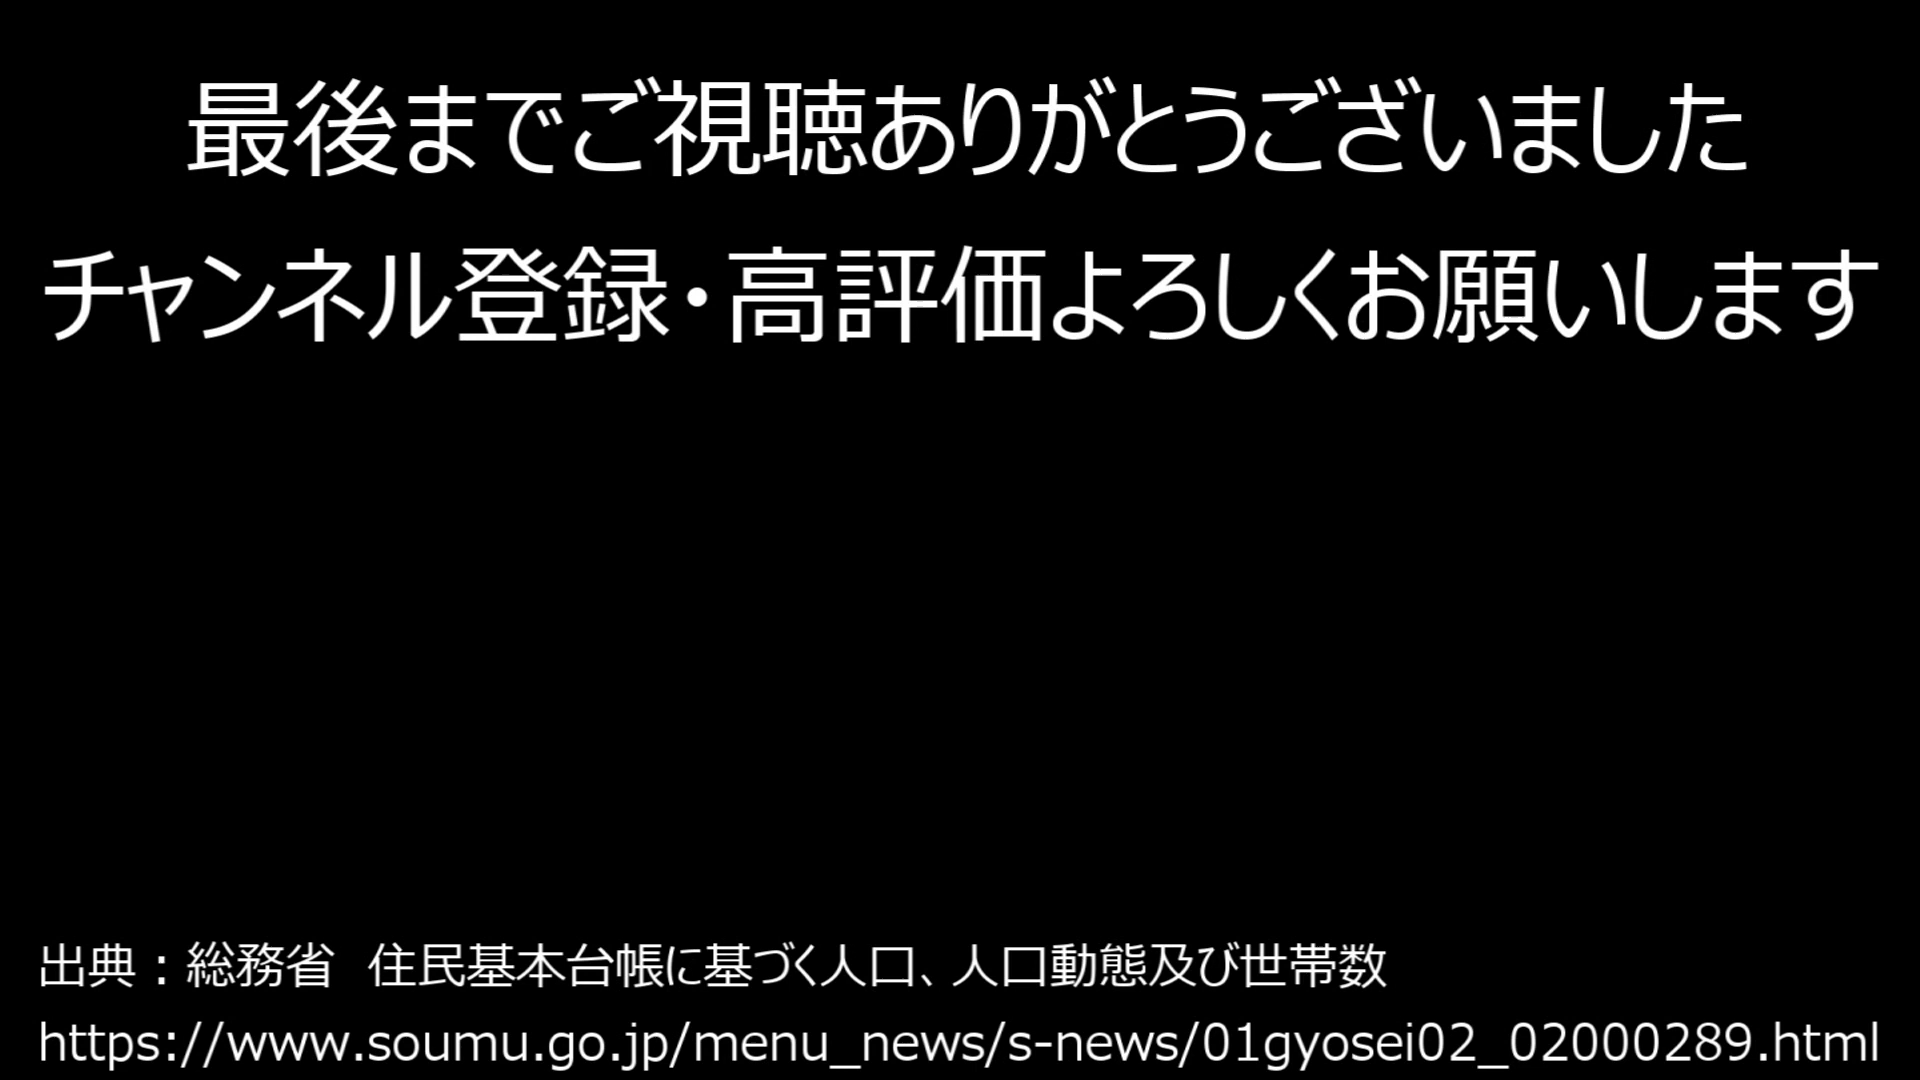 最後までご視聴ありがとうございました
チャンネル登録・高評価よろしくお願いします
出典：総務省　住民基本台帳に基づく人口、人口動態及び世帯数
https://www.soumu.go.jp/menu_news/s-news/01gyosei02_02000289.html